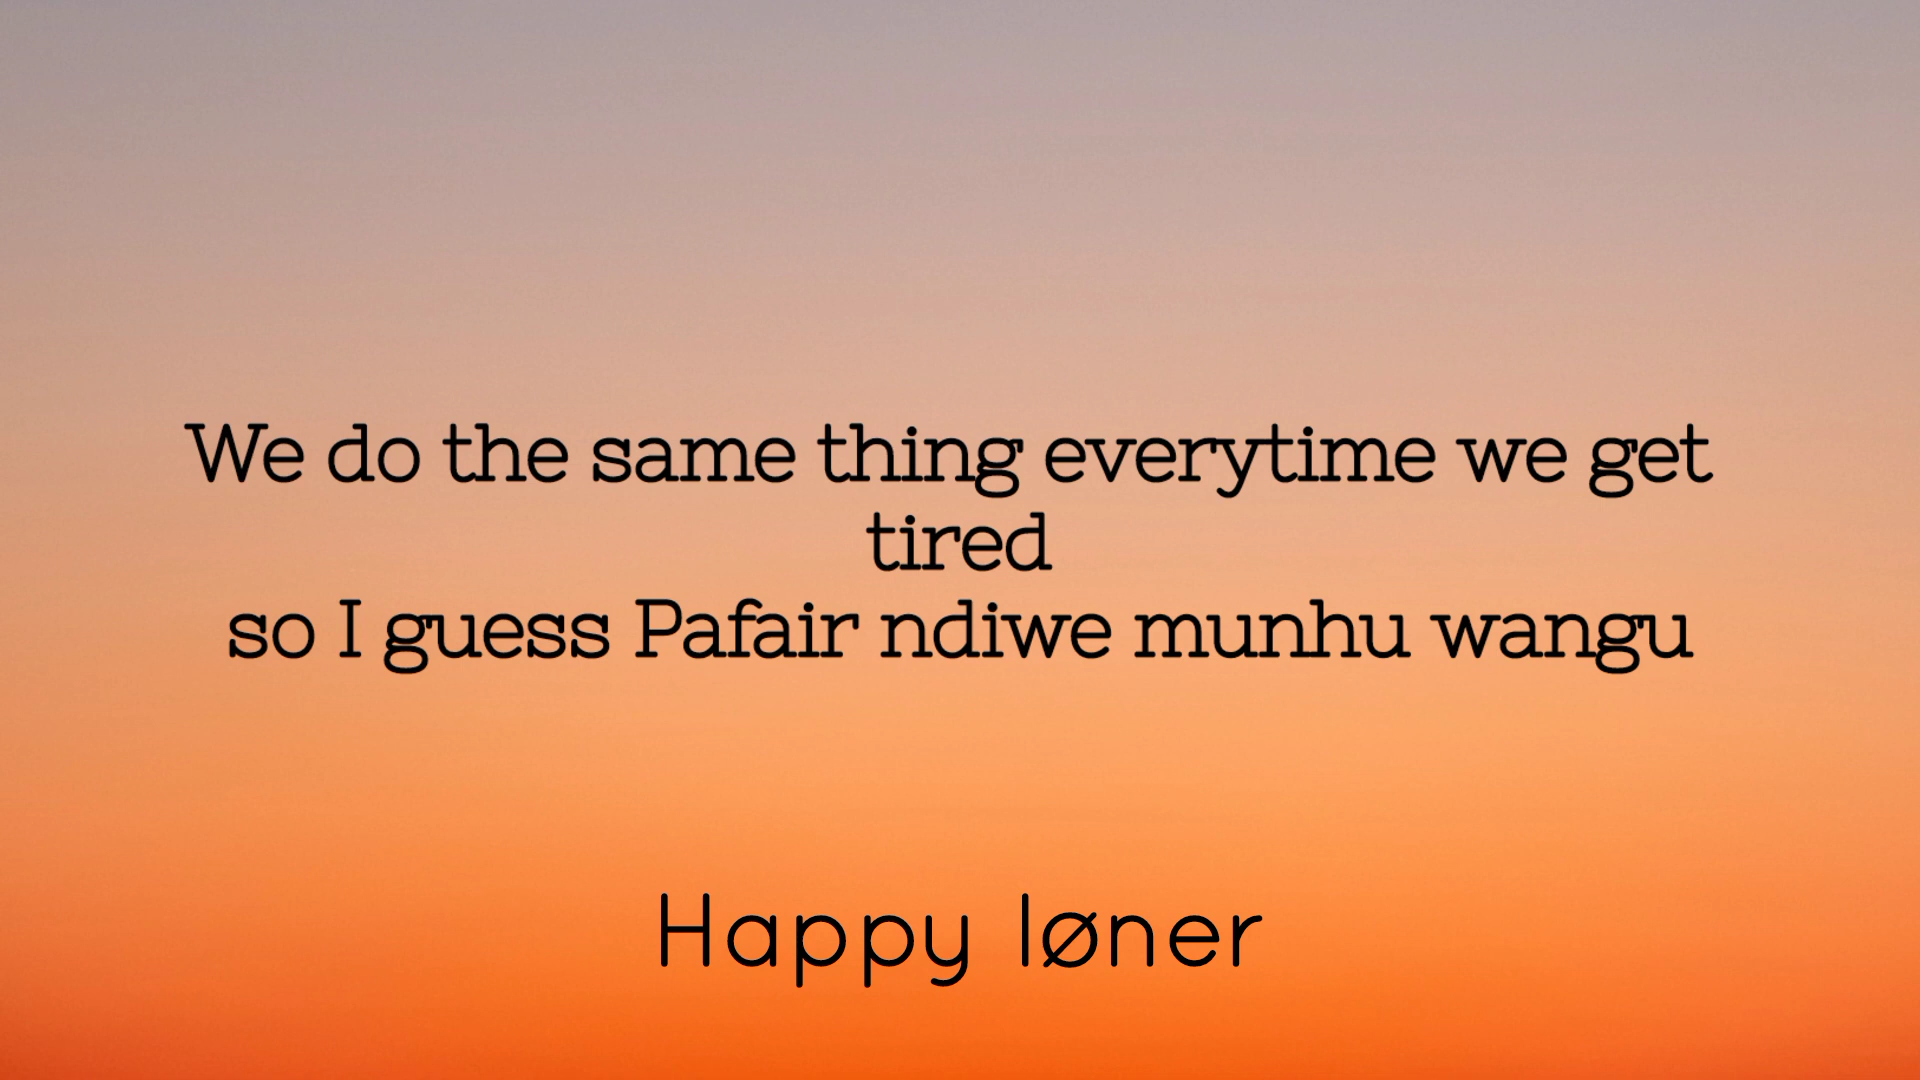 We do the same thing everytime we get
tired
so I guess Pafair ndiwe munhu wangu
Happy løner